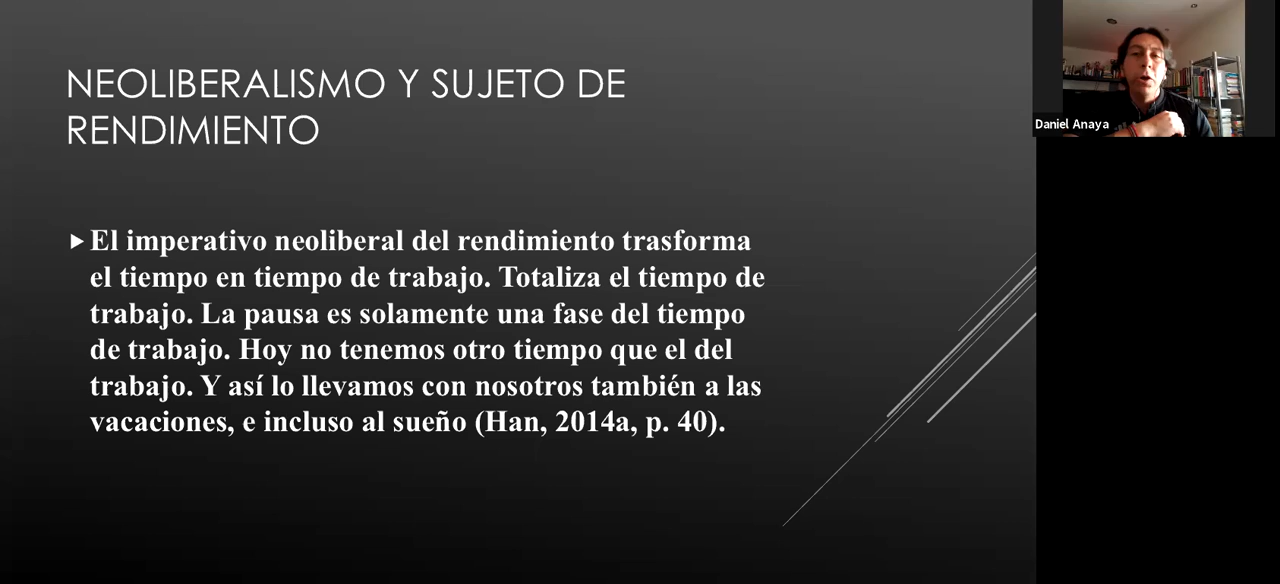 NEOLIBERALISMO Y SUJETO DE
RENDIMIENTO
El imperativo neoliberal del rendimiento trasforma
el tiempo en tiempo de trabajo. Totaliza el tiempo de
trabajo. La pausa es solamente una fase del tiempo
de trabajo. Hoy no tenemos otro tiempo que el del
trabajo. Y así lo llevamos con nosotros también a las
vacaciones, e incluso al sueño (Han, 2014a, p. 40).
Daniel Anaya